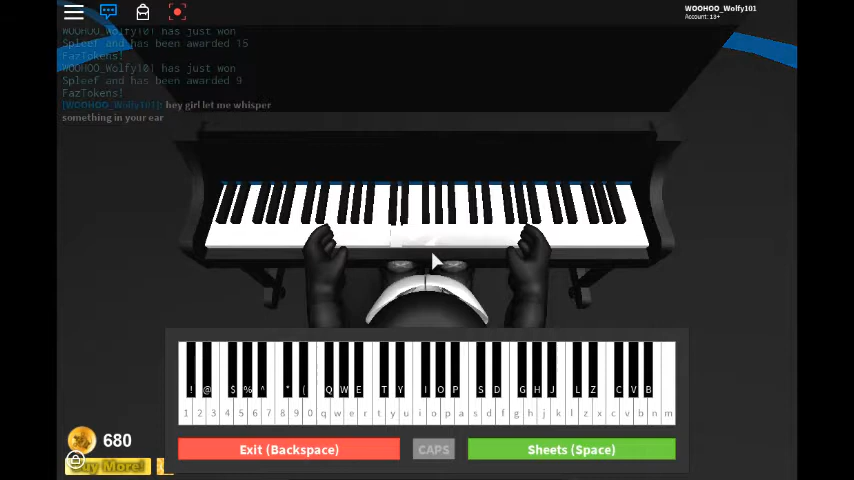 WOOHOO_Wolfy101
Account: 13+
WOOHOO_Wolfy101 has just won
Spleef and has been awarded 15
FazTokens!
WOOHOO_Wolfy101 has just won
Spleef and has been awarded 9
FazTokens!
[WOOHOO_Wolfy101]: hey girl let me whisper
something in your ear
! @ $ % ^ * ( Q W E T Y I O P S D G H J L Z C V B
1 2 3 4 5 6 7 8 9 0 q w e r t y u i o p a s d f g h j k l z x c v b n m
680
Buy More!
Exit (Backspace)
CAPS
Sheets (Space)